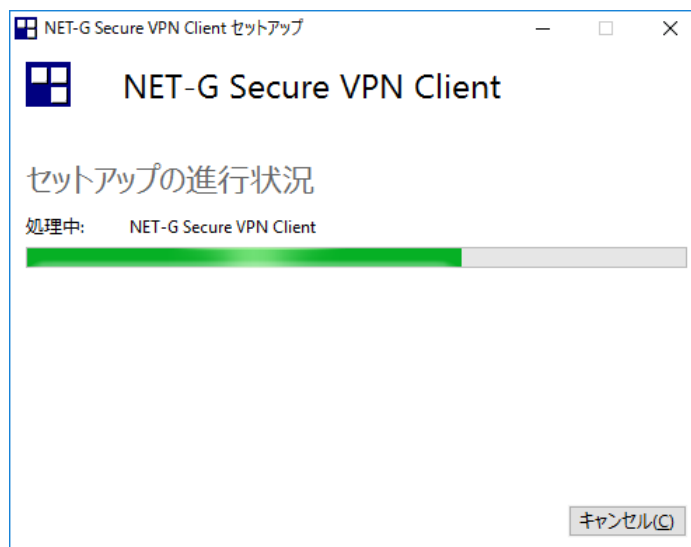 NET-G Secure VPN Client セットアップ
NET-G Secure VPN Client
セットアップの進行状況
処理中: NET-G Secure VPN Client
キャンセル(C)